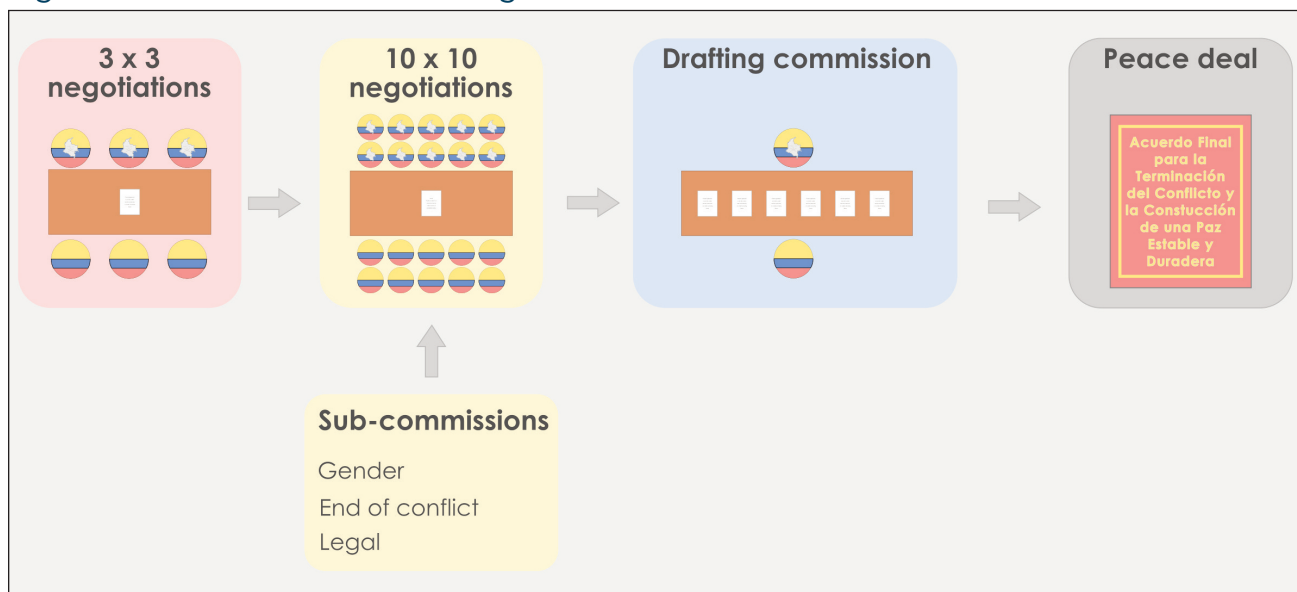 3 x 3
negotiations
10 x 10
negotiations
Drafting commission
Peace deal
Acuerdo Final
para la
Terminación
del Conflicto y
la Constucción
de una Paz
Estable y
Duradera
Sub-commissions
Gender
End of conflict
Legal